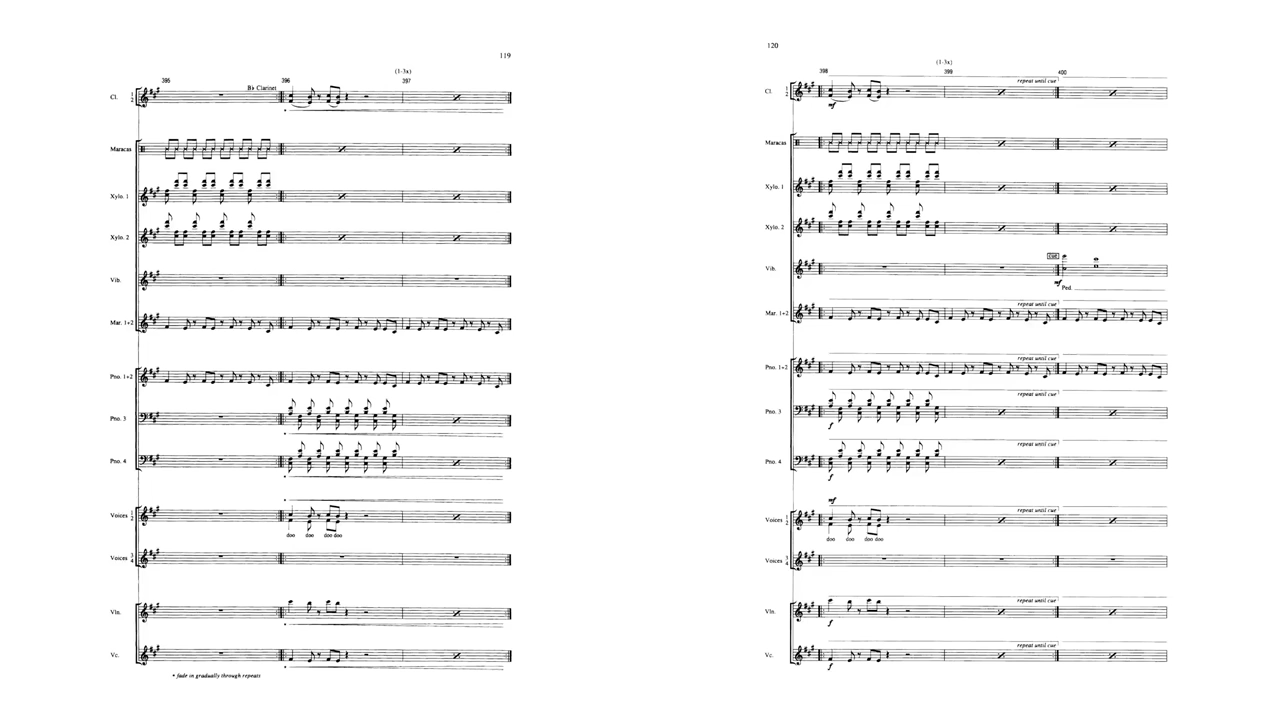 119
(1-3x)
395 396 397
B♭ Clarinet
Cl. 1 2
Maracas
Xylo. 1
Xylo. 2
Vib.
Mar. 1+2
Pno. 1+2
Pno. 3
Pno. 4
Voices 1 2
doo doo doo doo
Voices 3 4
Vln.
Vc.
* fade in gradually through repeats
120
(1-3x)
398 399 400
repeat until cue
Cl. 1 2
mf
Maracas
Xylo. 1
Xylo. 2
cue
Vib.
mf Ped.
repeat until cue
Mar. 1+2
repeat until cue
Pno. 1+2
repeat until cue
Pno. 3
f
repeat until cue
Pno. 4
f
mf
repeat until cue
Voices 1 2
doo doo doo doo
Voices 3 4
repeat until cue
Vln.
f
repeat until cue
Vc.
f